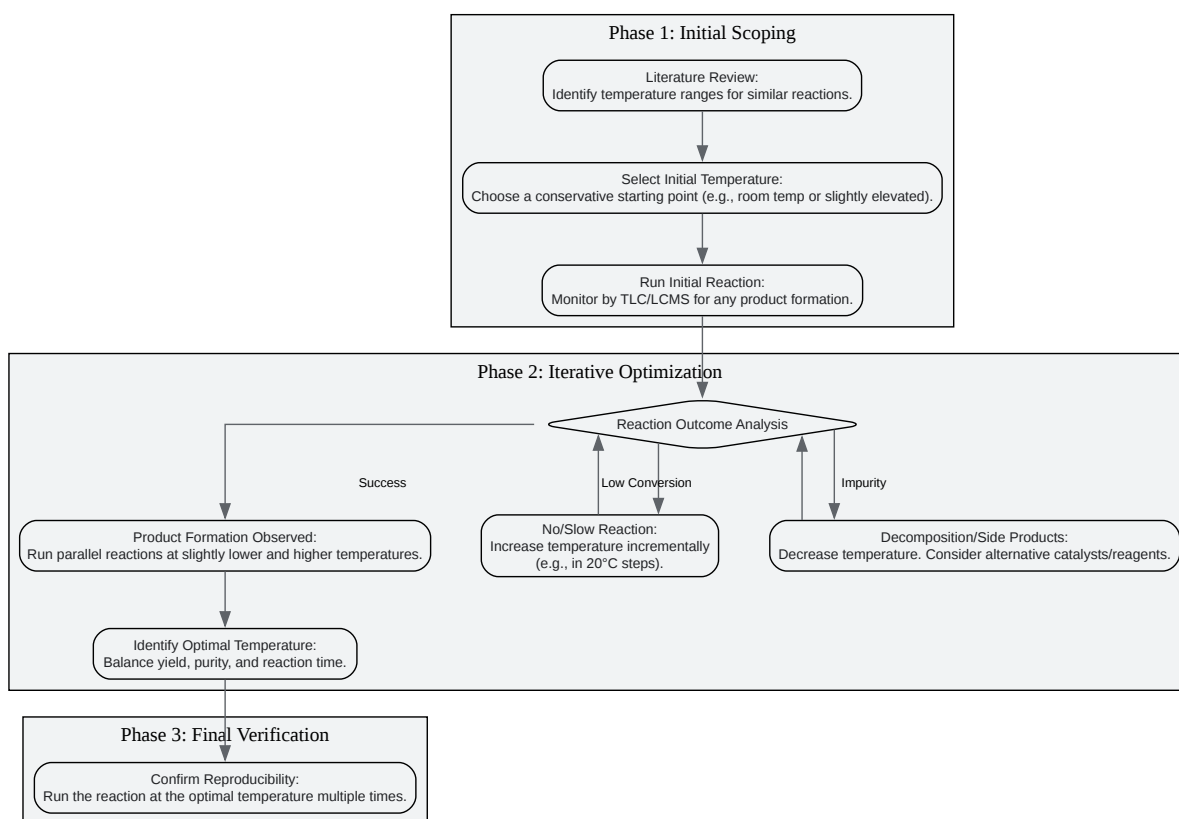 Phase 1: Initial Scoping
Literature Review:
Identify temperature ranges for similar reactions.
Select Initial Temperature:
Choose a conservative starting point (e.g., room temp or slightly elevated).
Run Initial Reaction:
Monitor by TLC/LCMS for any product formation.
Phase 2: Iterative Optimization
Reaction Outcome Analysis
Success
Low Conversion
Impurity
Product Formation Observed:
Run parallel reactions at slightly lower and higher temperatures.
No/Slow Reaction:
Increase temperature incrementally
(e.g., in 20°C steps).
Decomposition/Side Products:
Decrease temperature. Consider alternative catalysts/reagents.
Identify Optimal Temperature:
Balance yield, purity, and reaction time.
Phase 3: Final Verification
Confirm Reproducibility:
Run the reaction at the optimal temperature multiple times.